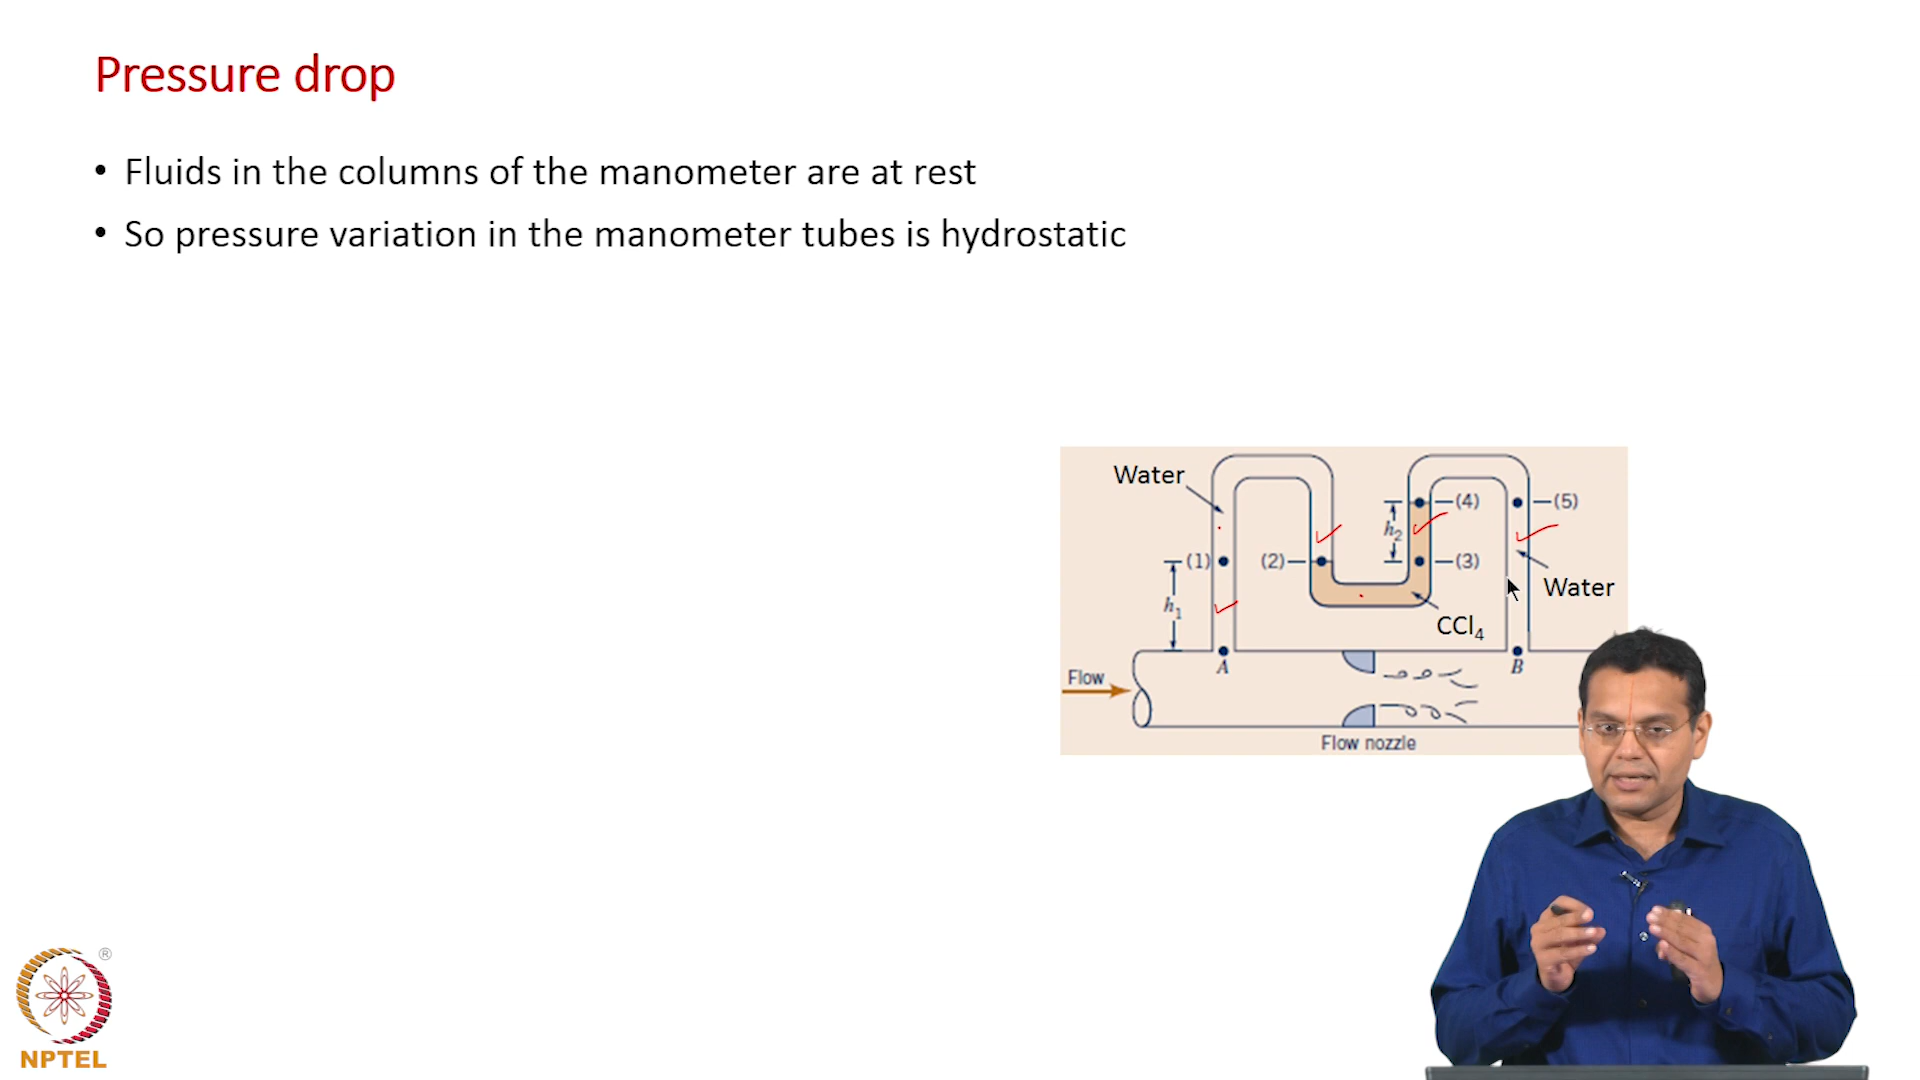 Pressure drop
• Fluids in the columns of the manometer are at rest
• So pressure variation in the manometer tubes is hydrostatic
Water
(4)
(5)
h2
(1)
(2)
(3)
Water
h1
CCl4
A
B
Flow
Flow nozzle
®
NPTEL